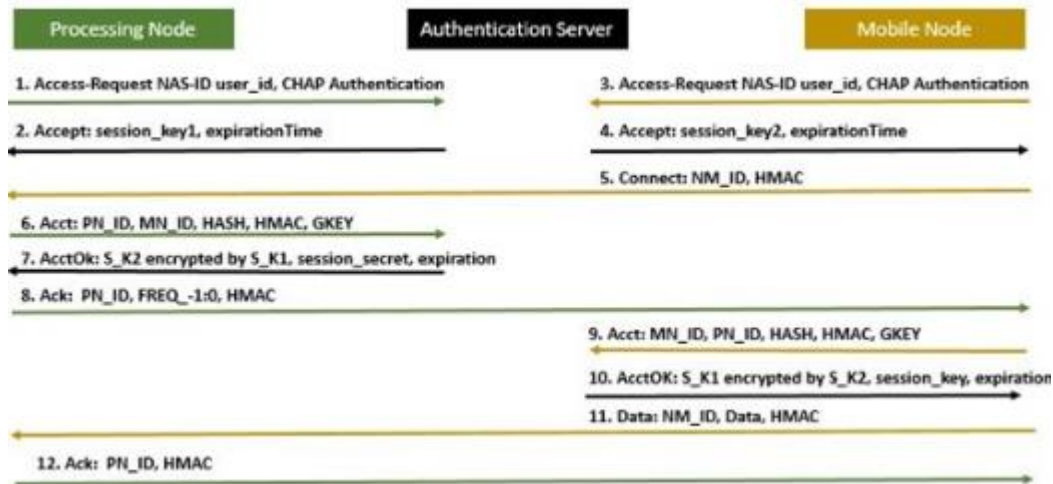 Processing Node
Authentication Server
Mobile Node
1. Access-Request NAS-ID user_id, CHAP Authentication
3. Access-Request NAS-ID user_id, CHAP Authentication
2. Accept: session_key1, expirationTime
4. Accept: session_key2, expirationTime
5. Connect: NM_ID, HMAC
6. Acct: PN_ID, MN_ID, HASH, HMAC, GKEY
7. AcctOk: S_K2 encrypted by S_K1, session_secret, expiration
8. Ack: PN_ID, FREQ_-1:0, HMAC
9. Acct: MN_ID, PN_ID, HASH, HMAC, GKEY
10. AcctOK: S_K1 encrypted by S_K2, session_key, expiration
11. Data: NM_ID, Data, HMAC
12. Ack: PN_ID, HMAC